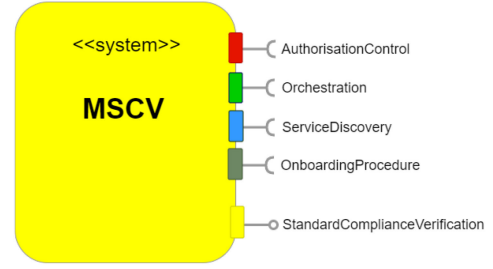 <<system>>
MSCV
AuthorisationControl
Orchestration
ServiceDiscovery
OnboardingProcedure
StandardComplianceVerification